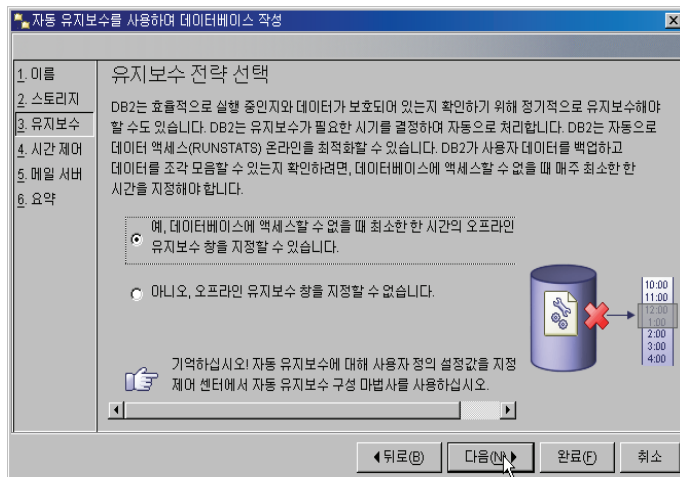 자동 유지보수를 사용하여 데이터베이스 작성
1. 이름
2. 스토리지
3. 유지보수
4. 시간 제어
5. 메일 서버
6. 요약
유지보수 전략 선택
DB2는 효율적으로 실행 중인지와 데이터가 보호되어 있는지 확인하기 위해 정기적으로 유지보수해야
할 수도 있습니다. DB2는 유지보수가 필요한 시기를 결정하여 자동으로 처리합니다. DB2는 자동으로
데이터 액세스(RUNSTATS) 온라인을 최적화할 수 있습니다. DB2가 사용자 데이터를 백업하고
데이터를 조각 모음할 수 있는지 확인하려면, 데이터베이스에 액세스할 수 없을 때 매주 최소한 한
시간을 지정해야 합니다.
예, 데이터베이스에 액세스할 수 없을 때 최소한 한 시간의 오프라인
유지보수 창을 지정할 수 있습니다.
아니오, 오프라인 유지보수 창을 지정할 수 없습니다.
10:00
11:00
12:00
1:00
2:00
3:00
4:00
기억하십시오! 자동 유지보수에 대해 사용자 정의 설정값을 지정
제어 센터에서 자동 유지보수 구성 마법사를 사용하십시오.
뒤로(B)
다음(N)
완료(F)
취소